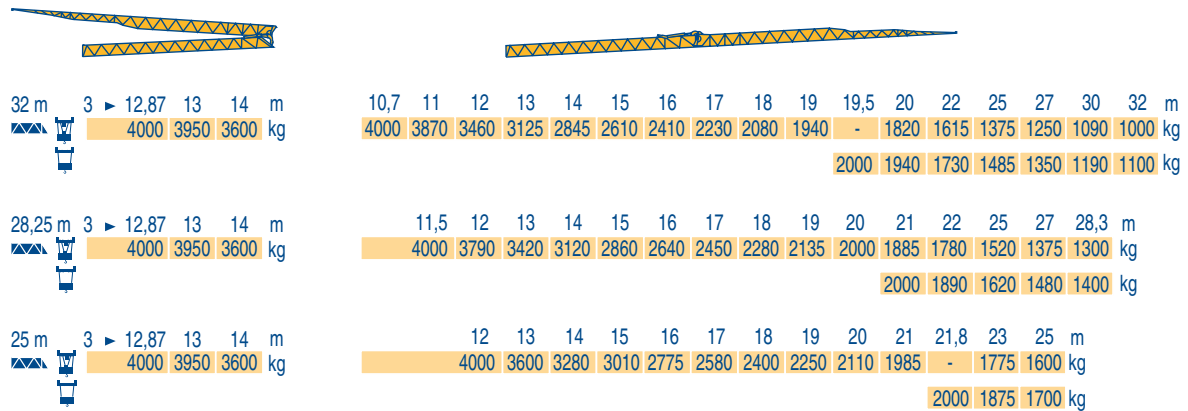 32 m 3 ► 12,87 13 14 m 10,7 11 12 13 14 15 16 17 18 19 19,5 20 22 25 27 30 32 m
4000 3950 3600 kg 4000 3870 3460 3125 2845 2610 2410 2230 2080 1940 - 1820 1615 1375 1250 1090 1000 kg
2000 1940 1730 1485 1350 1190 1100 kg
28,25 m 3 ► 12,87 13 14 m 11,5 12 13 14 15 16 17 18 19 20 21 22 25 27 28,3 m
4000 3950 3600 kg 4000 3790 3420 3120 2860 2640 2450 2280 2135 2000 1885 1780 1520 1375 1300 kg
2000 1890 1620 1480 1400 kg
25 m 3 ► 12,87 13 14 m 12 13 14 15 16 17 18 19 20 21 21,8 23 25 m
4000 3950 3600 kg 4000 3600 3280 3010 2775 2580 2400 2250 2110 1985 - 1775 1600 kg
2000 1875 1700 kg